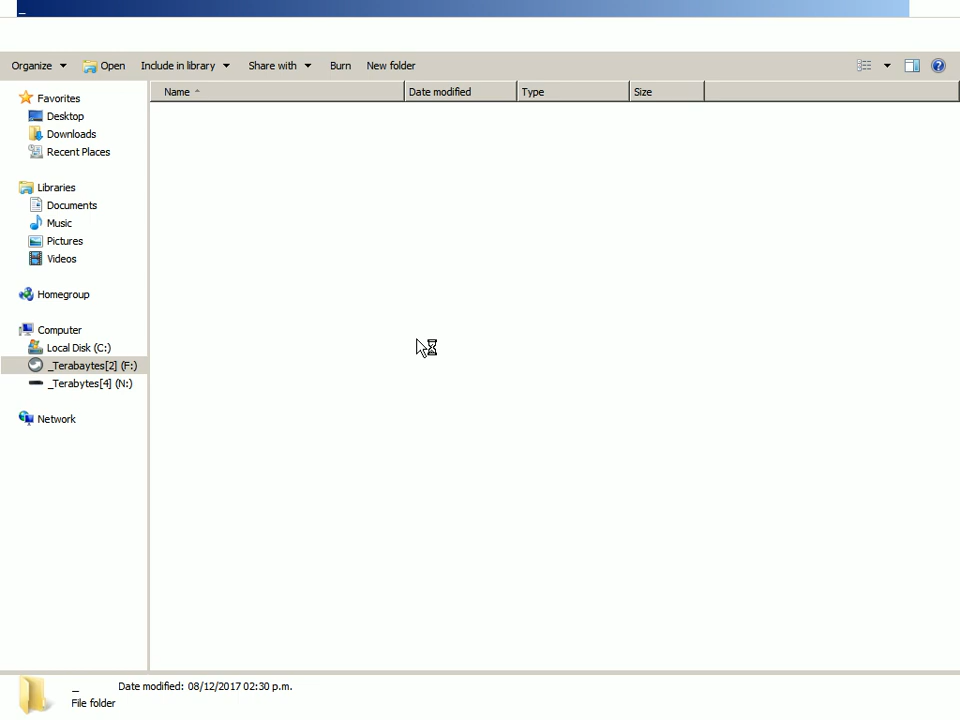 _
Organize Open Include in library Share with Burn New folder
Name Date modified Type Size
Favorites
Desktop
Downloads
Recent Places
Libraries
Documents
Music
Pictures
Videos
Homegroup
Computer
Local Disk (C:)
_Terabaytes[2] (F:)
_Terabytes[4] (N:)
Network
_ Date modified: 08/12/2017 02:30 p.m.
File folder